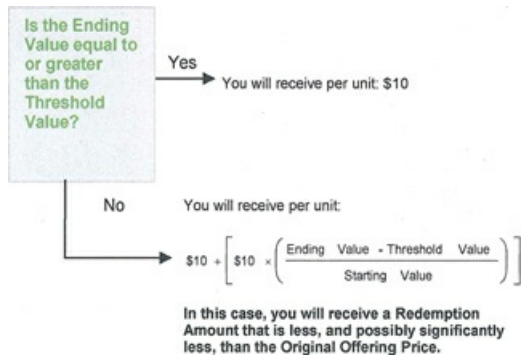 Is the Ending
Value equal to
or greater
than the
Threshold
Value?
Yes
You will receive per unit: $10
No
You will receive per unit:
$10 + [ $10 × ( Ending Value - Threshold Value
Starting Value ) ]
In this case, you will receive a Redemption
Amount that is less, and possibly significantly
less, than the Original Offering Price.